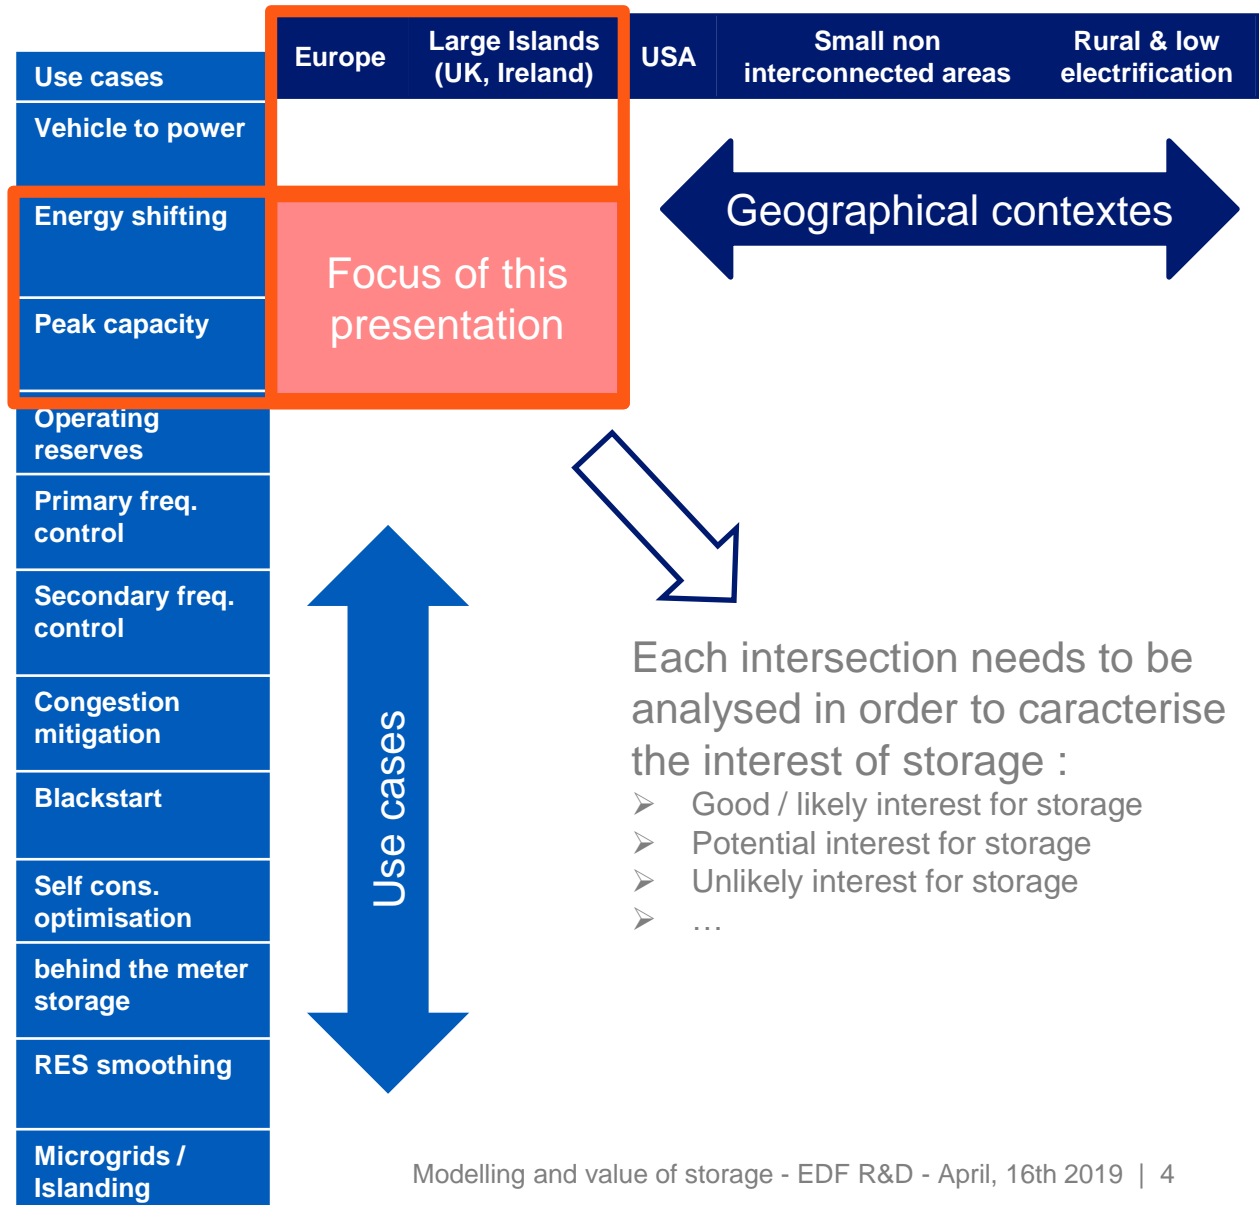 Europe
Large Islands
(UK, Ireland)
USA
Small non
interconnected areas
Rural & low
electrification
Use cases
Vehicle to power
Energy shifting
Peak capacity
Operating
reserves
Primary freq.
control
Secondary freq.
control
Congestion
mitigation
Blackstart
Self cons.
optimisation
behind the meter
storage
RES smoothing
Microgrids /
Islanding
Geographical contextes
Focus of this
presentation
Use cases
Each intersection needs to be
analysed in order to caracterise
the interest of storage :
➢ Good / likely interest for storage
➢ Potential interest for storage
➢ Unlikely interest for storage
➢ …
Modelling and value of storage - EDF R&D - April, 16th 2019 | 4